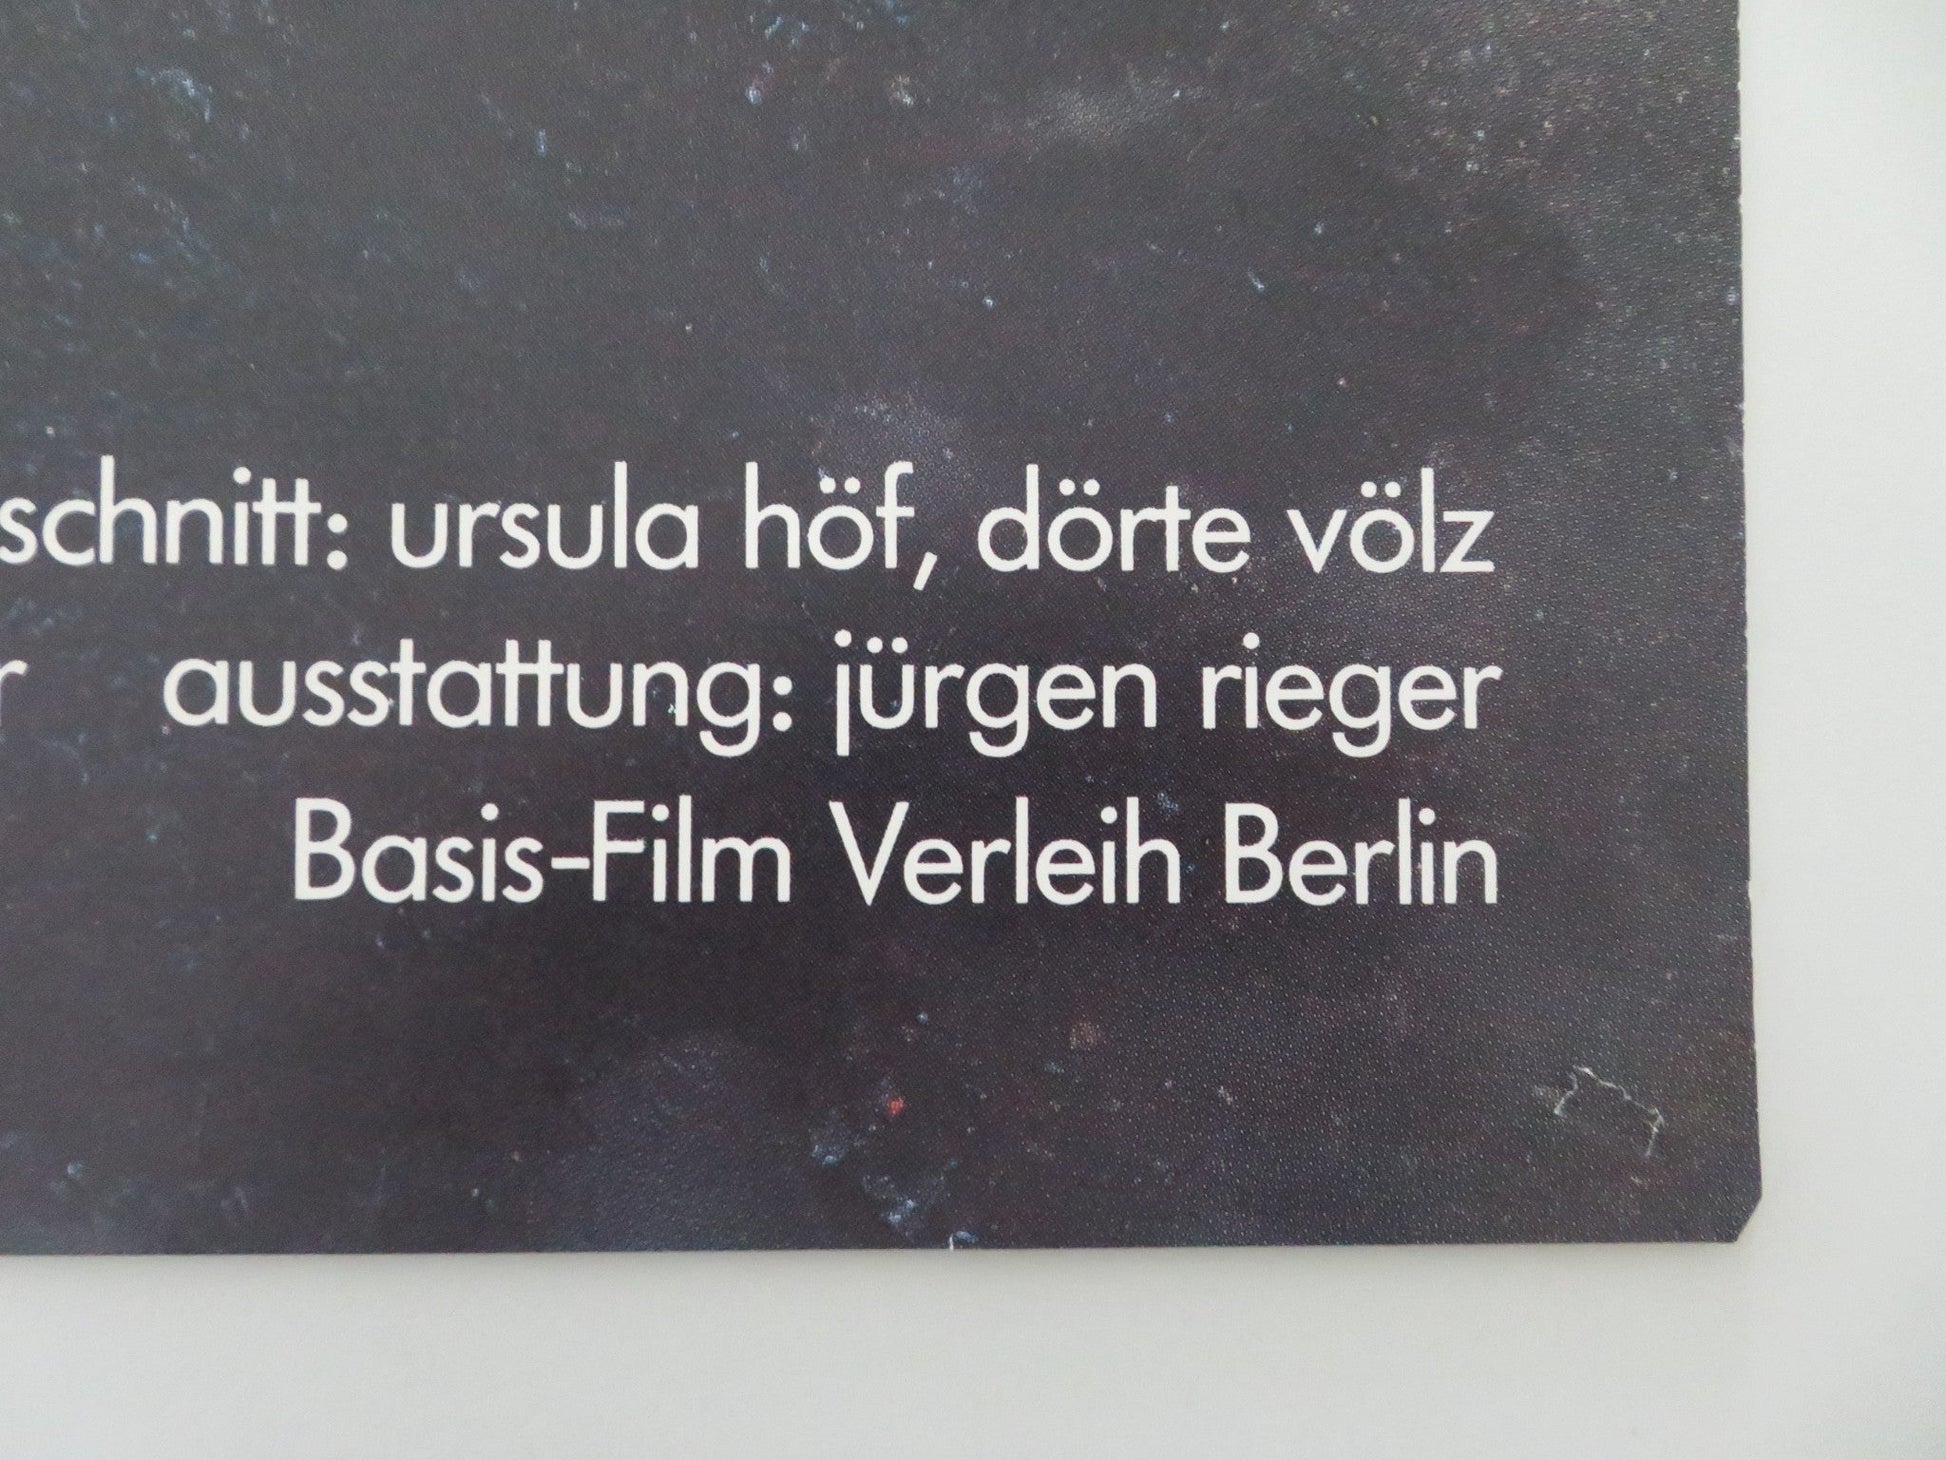 schnitt: ursula höf, dörte völz
r ausstattung: jürgen rieger
Basis-Film Verleih Berlin